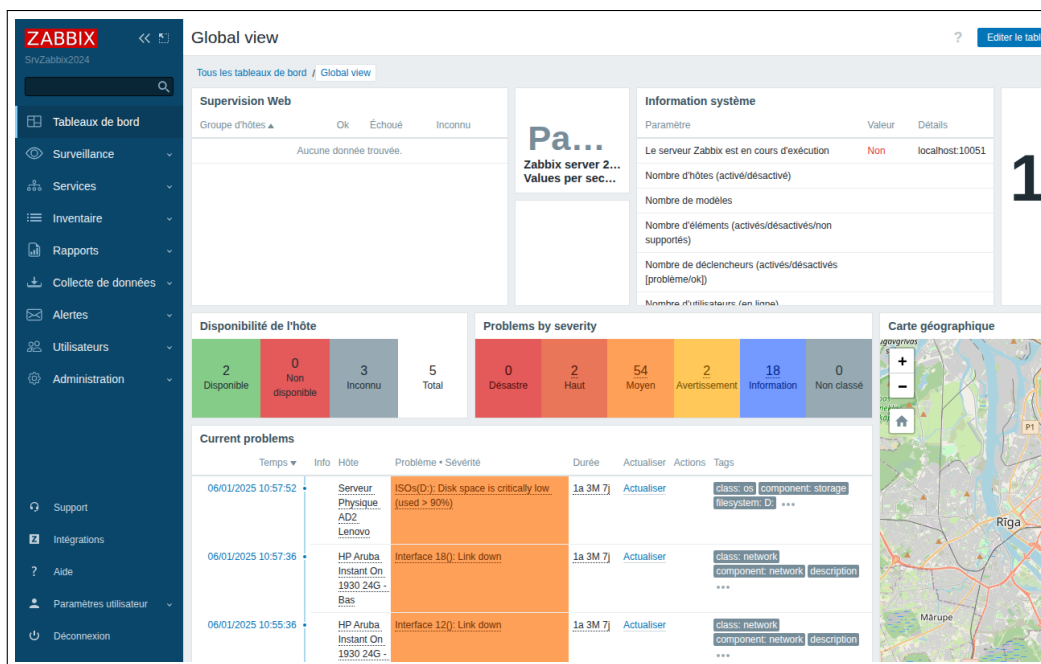 ZABBIX
SrvZabbix2024
Tableaux de bord
Surveillance
Services
Inventaire
Rapports
Collecte de données
Alertes
Utilisateurs
Administration
Support
Intégrations
Aide
Paramètres utilisateur
Déconnexion
Global view
? Editer le tabl
Tous les tableaux de bord / Global view
Supervision Web
Groupe d'hôtes Ok Échoué Inconnu
Aucune donnée trouvée.
Pa...
Zabbix server 2...
Values per sec...
Information système
Paramètre Valeur Détails
Le serveur Zabbix est en cours d'exécution Non localhost:10051
Nombre d'hôtes (activé/désactivé)
Nombre de modèles
Nombre d'éléments (activés/désactivés/non
supportés)
Nombre de déclencheurs (activés/désactivés
[problème/ok])
Nombre d'utilisateurs (en ligne)
1
Disponibilité de l'hôte
2 Disponible
0 Non disponible
3 Inconnu
5 Total
Problems by severity
0 Désastre
2 Haut
54 Moyen
2 Avertissement
18 Information
0 Non classé
Carte géographique
+
−
P1
Rīga
Mārupe
Current problems
Temps Info Hôte Problème • Sévérité Durée Actualiser Actions Tags
06/01/2025 10:57:52 Serveur Physique AD2 Lenovo ISOs(D:): Disk space is critically low (used > 90%) 1a 3M 7j Actualiser class: os component: storage filesystem: D: •••
06/01/2025 10:57:36 HP Aruba Instant On 1930 24G - Bas Interface 18(): Link down 1a 3M 7j Actualiser class: network component: network description •••
06/01/2025 10:55:36 HP Aruba Instant On 1930 24G - Interface 12(): Link down 1a 3M 7j Actualiser class: network component: network description •••